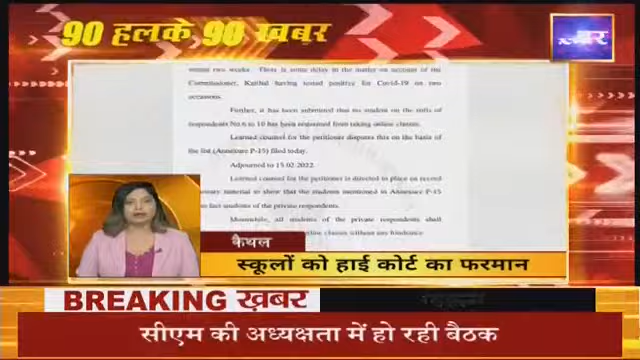 90 हलके 90 ख़बर
within two weeks. There is some delay in the matter on account of the
Commissioner, Kaithal having tested positive for Covid-19 on two
occasions.
Further, it has been submitted that no student on the rolls of
respondents No.6 to 10 has been restrained from taking online classes.
Learned counsel for the petitioner disputes this on the basis of
the list (Annexure P-15) filed today.
Adjourned to 15.02.2022.
Learned counsel for the petitioner is directed to place on record
material to show that the students mentioned in Annexure P-15
fact students of the private respondents.
Meanwhile, all students of the private respondents shall
online classes without any hindrance
कैथल
स्कूलों को हाई कोर्ट का फरमान
BREAKING ख़बर
सीएम की अध्यक्षता में हो रही बैठक